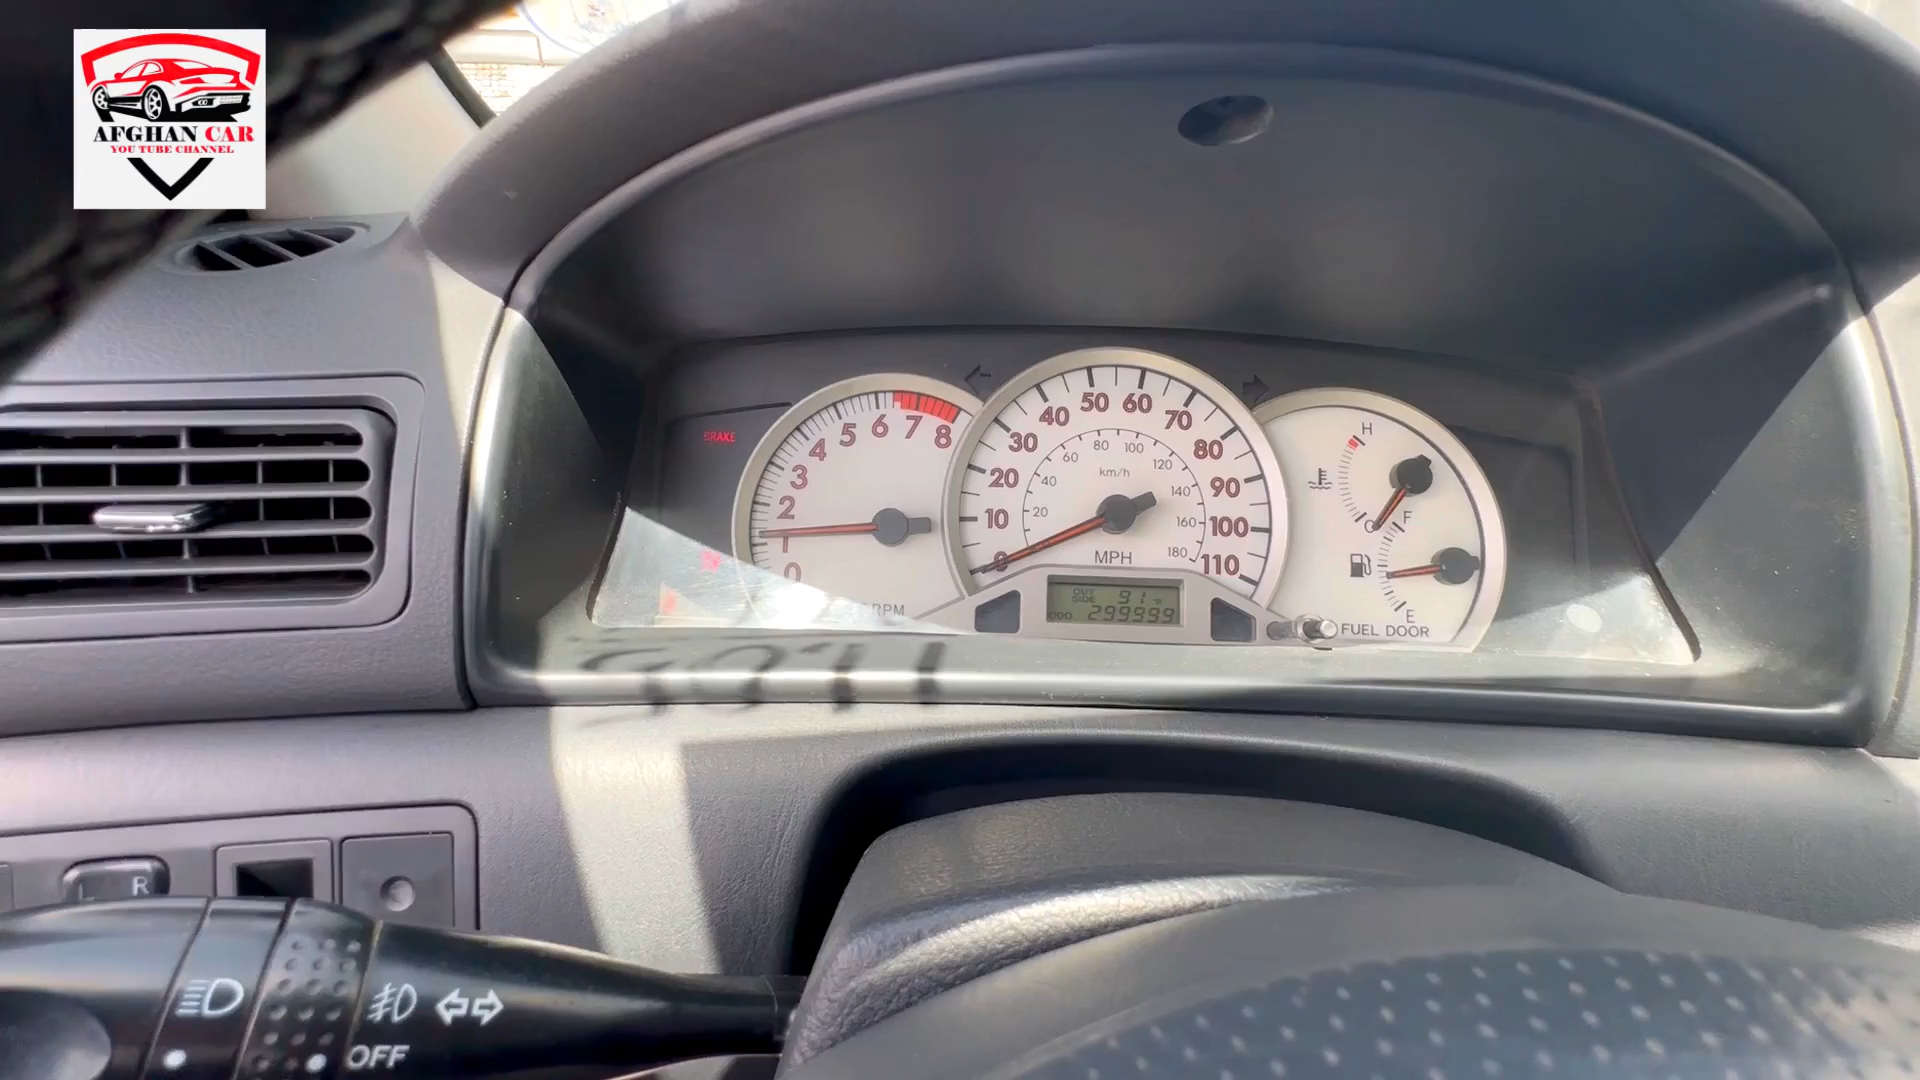 AFGHAN CAR
YOU TUBE CHANNEL
BRAKE
0
1
2
3
4
5
6
7
8
RPM
0
10
20
30
40
50
60
70
80
90
100
110
20
40
60
80
100
120
140
160
180
km/h
MPH
OUT SIDE 91 °F
ODO 299999
H
C
F
E
FUEL DOOR
L R
OFF